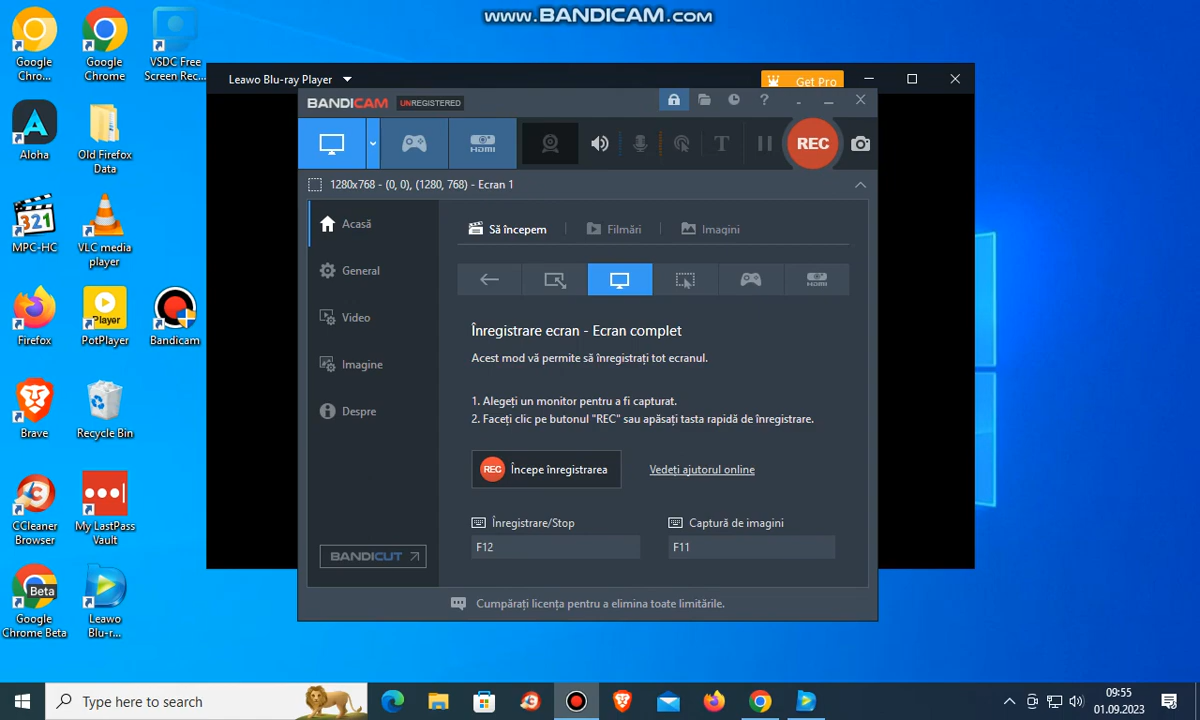 www.BANDICAM.com
Google Chro...
Google Chrome
VSDC Free Screen Rec...
Aloha
Old Firefox Data
MPC-HC
VLC media player
Firefox
Player
PotPlayer
Bandicam
Brave
Recycle Bin
CCleaner Browser
My LastPass Vault
Beta
Google Chrome Beta
Leawo Blu-r...
Leawo Blu-ray Player
Get Pro
BANDICAM
UNREGISTERED
HDMI
REC
1280x768 - (0, 0), (1280, 768) - Ecran 1
Acasă
General
Video
Imagine
Despre
BANDICUT
Să începem
Filmări
Imagini
HDMI
Înregistrare ecran - Ecran complet
Acest mod vă permite să înregistrați tot ecranul.
1. Alegeți un monitor pentru a fi capturat.
2. Faceți clic pe butonul "REC" sau apăsați tasta rapidă de înregistrare.
REC
Începe înregistrarea
Vedeți ajutorul online
Înregistrare/Stop
Captură de imagini
F12
F11
Cumpărați licența pentru a elimina toate limitările.
Type here to search
09:55
01.09.2023